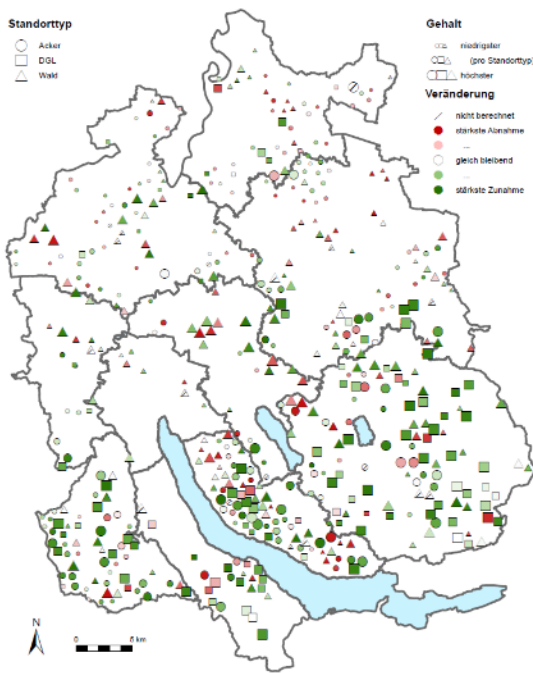 Standorttyp
Acker
DGL
Wald
Gehalt
niedrigster
(pro Standorttyp)
höchster
Veränderung
nicht berechnet
stärkste Abnahme
...
gleich bleibend
...
stärkste Zunahme
N
0 5 km